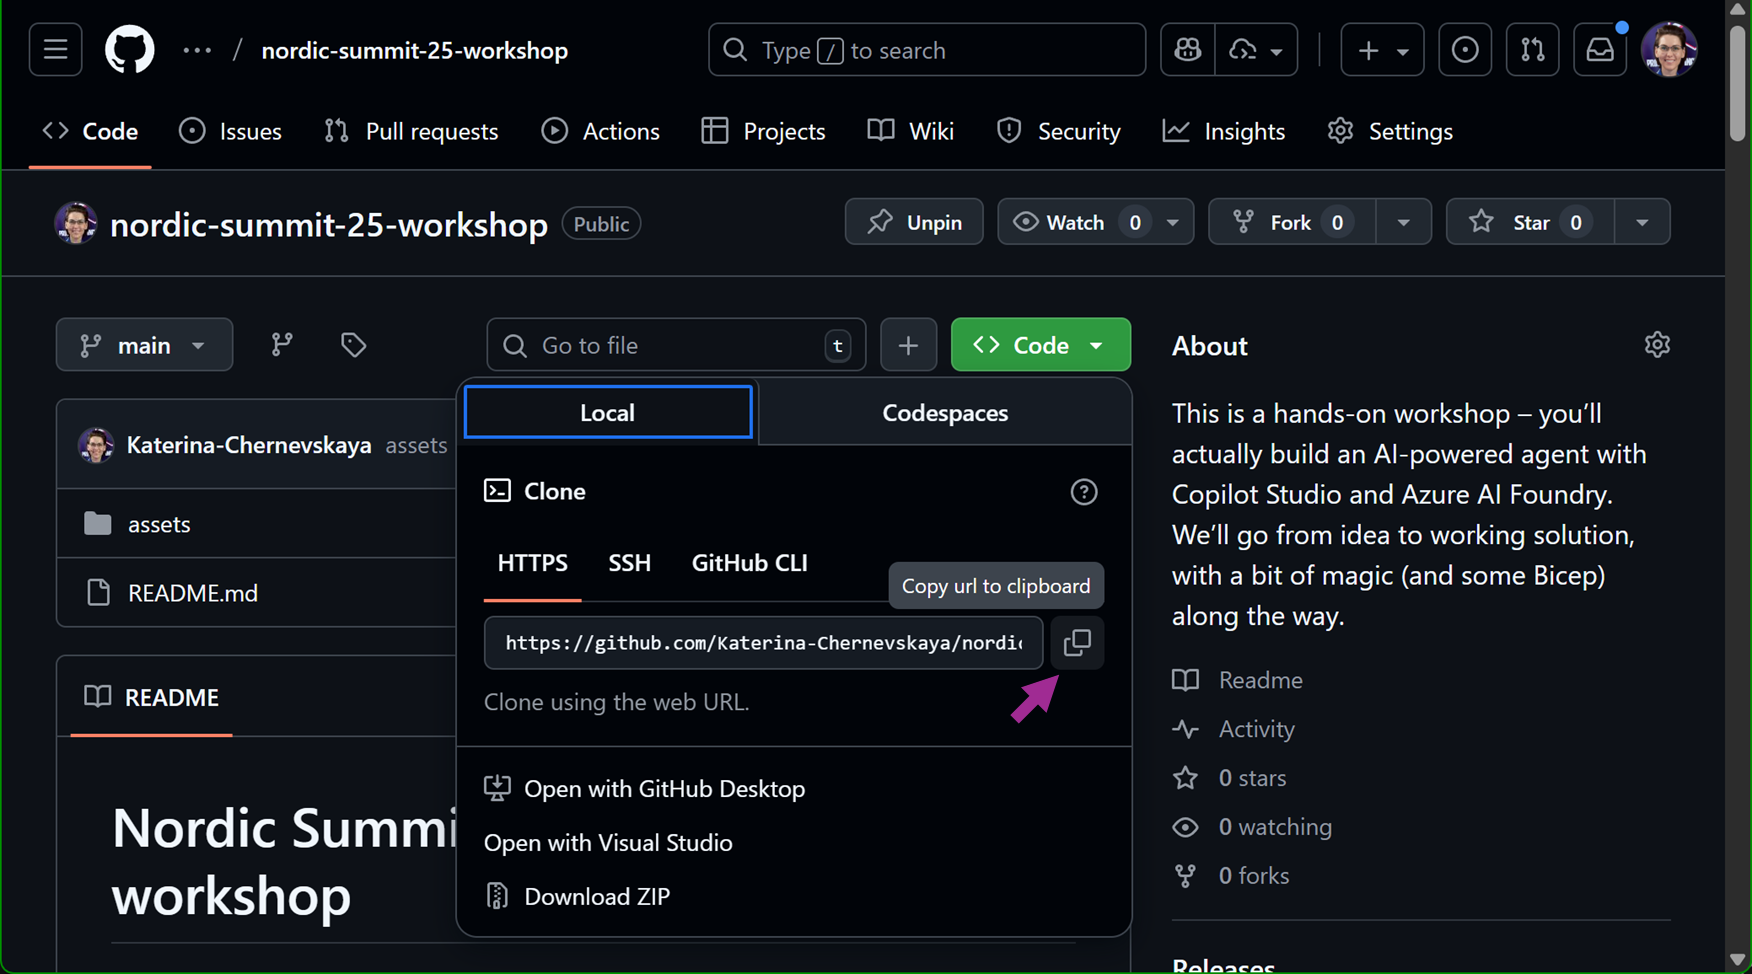 ··· / nordic-summit-25-workshop
Type / to search
Code Issues Pull requests Actions Projects Wiki Security Insights Settings
nordic-summit-25-workshop Public
Unpin Watch 0 Fork 0 Star 0
main
Go to file t
Code
Local Codespaces
Clone
HTTPS SSH GitHub CLI
Copy url to clipboard
https://github.com/Katerina-Chernevskaya/nordic
Clone using the web URL.
Open with GitHub Desktop
Open with Visual Studio
Download ZIP
Katerina-Chernevskaya assets
assets
README.md
README
Nordic Summi
workshop
About
This is a hands-on workshop – you’ll
actually build an AI-powered agent with
Copilot Studio and Azure AI Foundry.
We’ll go from idea to working solution,
with a bit of magic (and some Bicep)
along the way.
Readme
Activity
0 stars
0 watching
0 forks
Releases